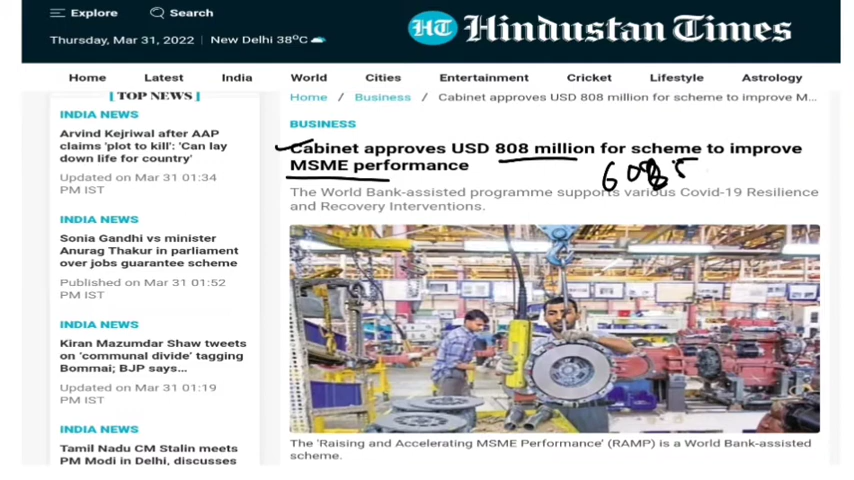 Explore Search
Thursday, Mar 31, 2022 | New Delhi 38°C
HT Hindustan Times
Home Latest India World Cities Entertainment Cricket Lifestyle Astrology
[ TOP NEWS ]
INDIA NEWS
Arvind Kejriwal after AAP
claims 'plot to kill': 'Can lay
down life for country'
Updated on Mar 31 01:34
PM IST
INDIA NEWS
Sonia Gandhi vs minister
Anurag Thakur in parliament
over jobs guarantee scheme
Published on Mar 31 01:52
PM IST
INDIA NEWS
Kiran Mazumdar Shaw tweets
on 'communal divide' tagging
Bommai; BJP says...
Updated on Mar 31 01:19
PM IST
INDIA NEWS
Tamil Nadu CM Stalin meets
PM Modi in Delhi, discusses
Home / Business / Cabinet approves USD 808 million for scheme to improve M...
BUSINESS
Cabinet approves USD 808 million for scheme to improve
MSME performance
The World Bank-assisted programme supports various Covid-19 Resilience
and Recovery Interventions.
The 'Raising and Accelerating MSME Performance' (RAMP) is a World Bank-assisted
scheme.